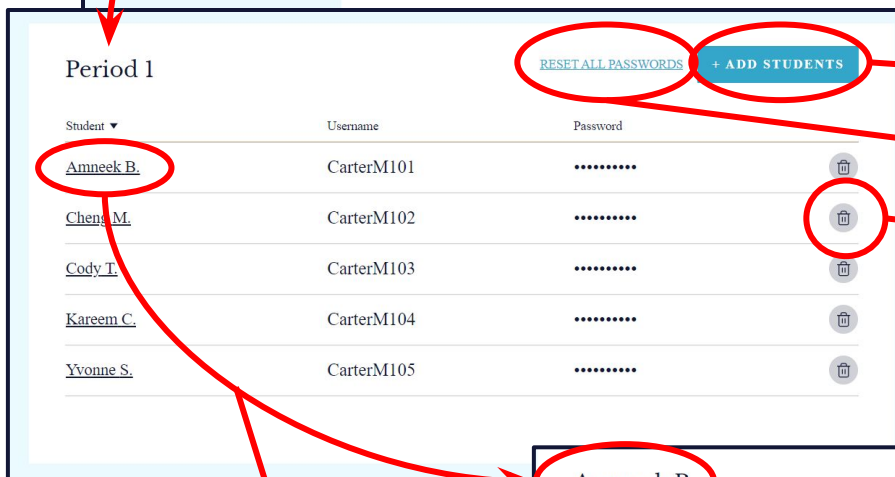 Period 1
RESET ALL PASSWORDS
+ ADD STUDENTS
Student ▼ Username Password
Amneek B. CarterM101 ••••••••••
Cheng M. CarterM102 ••••••••••
Cody T. CarterM103 ••••••••••
Kareem C. CarterM104 ••••••••••
Yvonne S. CarterM105 ••••••••••